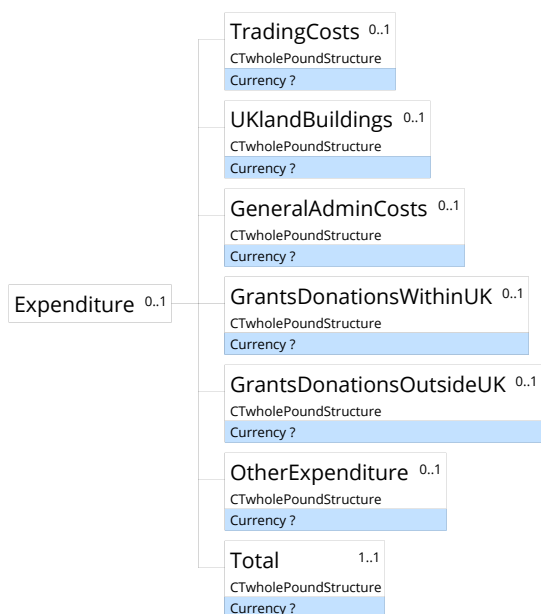 TradingCosts 0..1
CTwholePoundStructure
Currency ?
UKlandBuildings 0..1
CTwholePoundStructure
Currency ?
GeneralAdminCosts 0..1
CTwholePoundStructure
Currency ?
Expenditure 0..1
GrantsDonationsWithinUK 0..1
CTwholePoundStructure
Currency ?
GrantsDonationsOutsideUK 0..1
CTwholePoundStructure
Currency ?
OtherExpenditure 0..1
CTwholePoundStructure
Currency ?
Total 1..1
CTwholePoundStructure
Currency ?